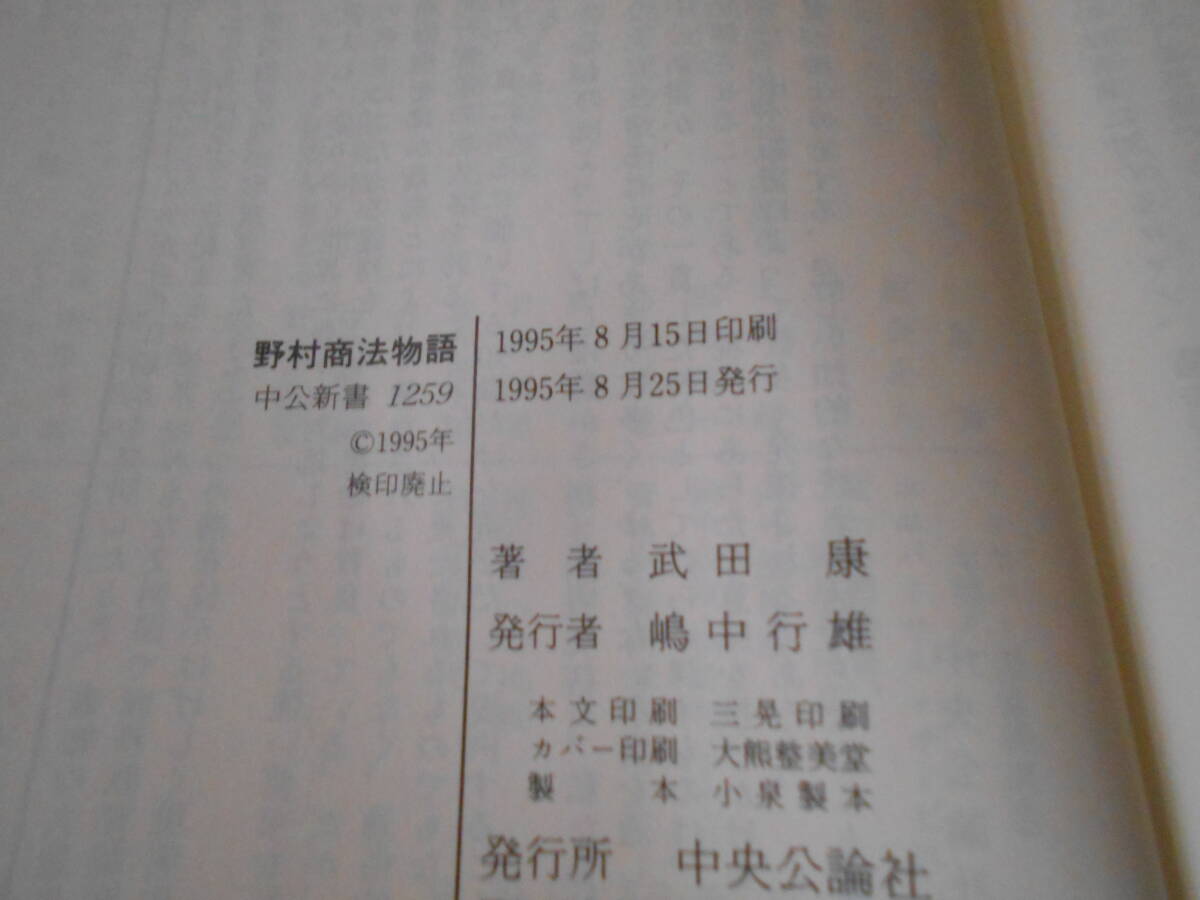 野村商法物語
中公新書 1259
©1995年
検印廃止
1995年8月15日印刷
1995年8月25日発行
著者 武田 康
発行者 嶋中行雄
本文印刷 三晃印刷
カバー印刷 大熊整美堂
製本 小泉製本
発行所 中央公論社